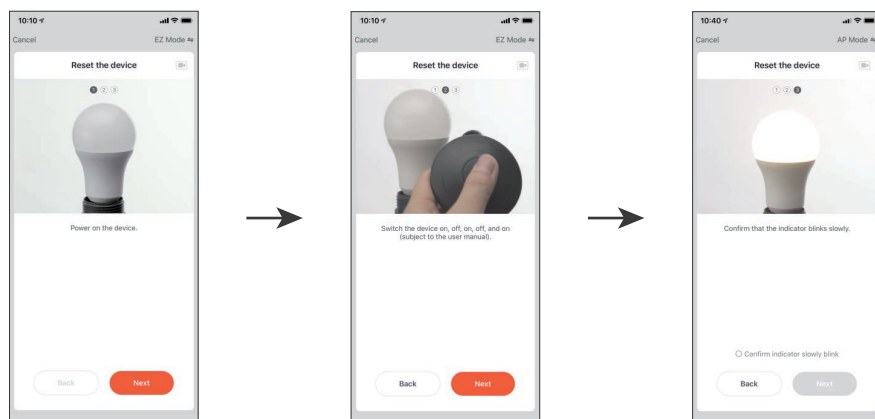 10:10
Cancel
EZ Mode
Reset the device
1 2 3
Power on the device.
Back
Next
10:10
Cancel
EZ Mode
Reset the device
1 2 3
Switch the device on, off, on, off, and on
(subject to the user manual).
Back
Next
10:40
Cancel
AP Mode
Reset the device
1 2 3
Confirm that the indicator blinks slowly.
Confirm indicator slowly blink
Back
Next